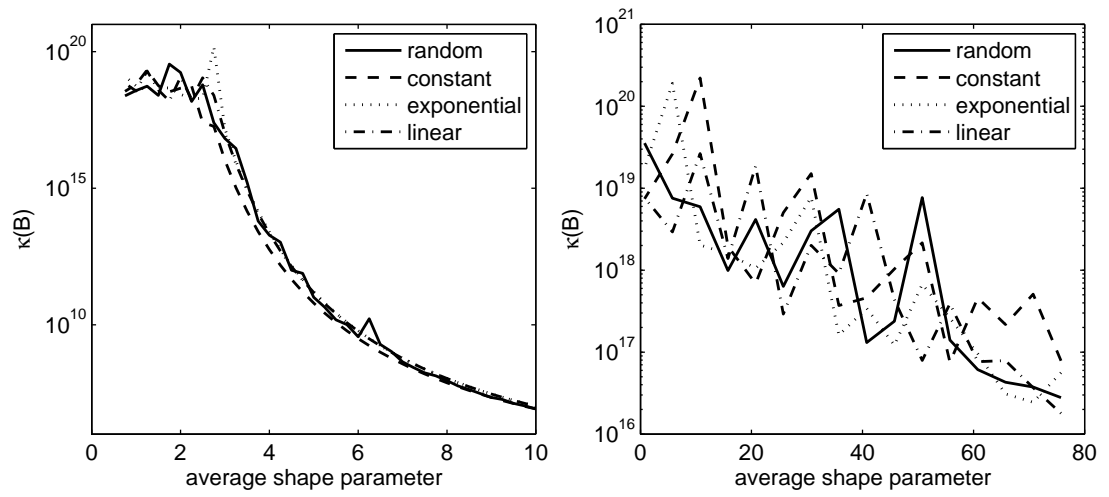 10^20
10^15
10^10
κ(B)
0
2
4
6
8
10
average shape parameter
random
constant
exponential
linear
10^21
10^20
10^19
10^18
10^17
10^16
κ(B)
0
20
40
60
80
average shape parameter
random
constant
exponential
linear